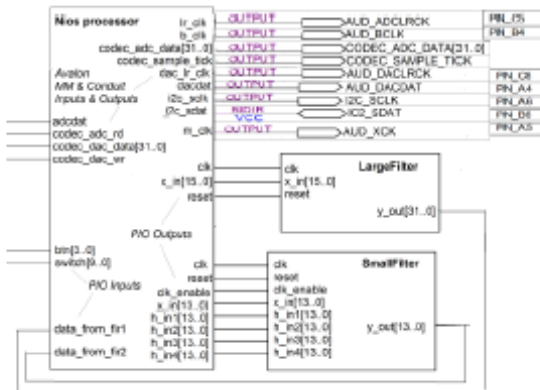 Nios processor
lr_clk OUTPUT AUD_ADCLRCK PIN_C5
b_clk OUTPUT AUD_BCLK PIN_B4
codec_adc_data[31..0] OUTPUT CODEC_ADC_DATA[31..0]
codec_sample_tick OUTPUT CODEC_SAMPLE_TICK
Avalon dac_lr_clk OUTPUT AUD_DACLRCK PIN_C6
MM & Conduit dacdat OUTPUT AUD_DACDAT PIN_A4
Inputs & Outputs i2c_sclk OUTPUT I2C_SCLK PIN_A6
i2c_sdat BIDIR IC2_SDAT PIN_B6
VCC
adcdat m_clk OUTPUT AUD_XCK PIN_A5
codec_adc_rd
codec_dac_data[31..0]
codec_dac_wr
clk clk LargeFilter
x_in[15..0] x_in[15..0]
reset reset
y_out[31..0]
PIO Outputs
btn[3..0]
switch[9..0]
clk clk SmallFilter
reset reset
PIO Inputs
clk_enable clk_enable
x_in[13..0] x_in[13..0]
h_in1[13..0] h_in1[13..0]
data_from_fir1 h_in2[13..0] h_in2[13..0] y_out[13..0]
h_in3[13..0] h_in3[13..0]
data_from_fir2 h_in4[13..0] h_in4[13..0]